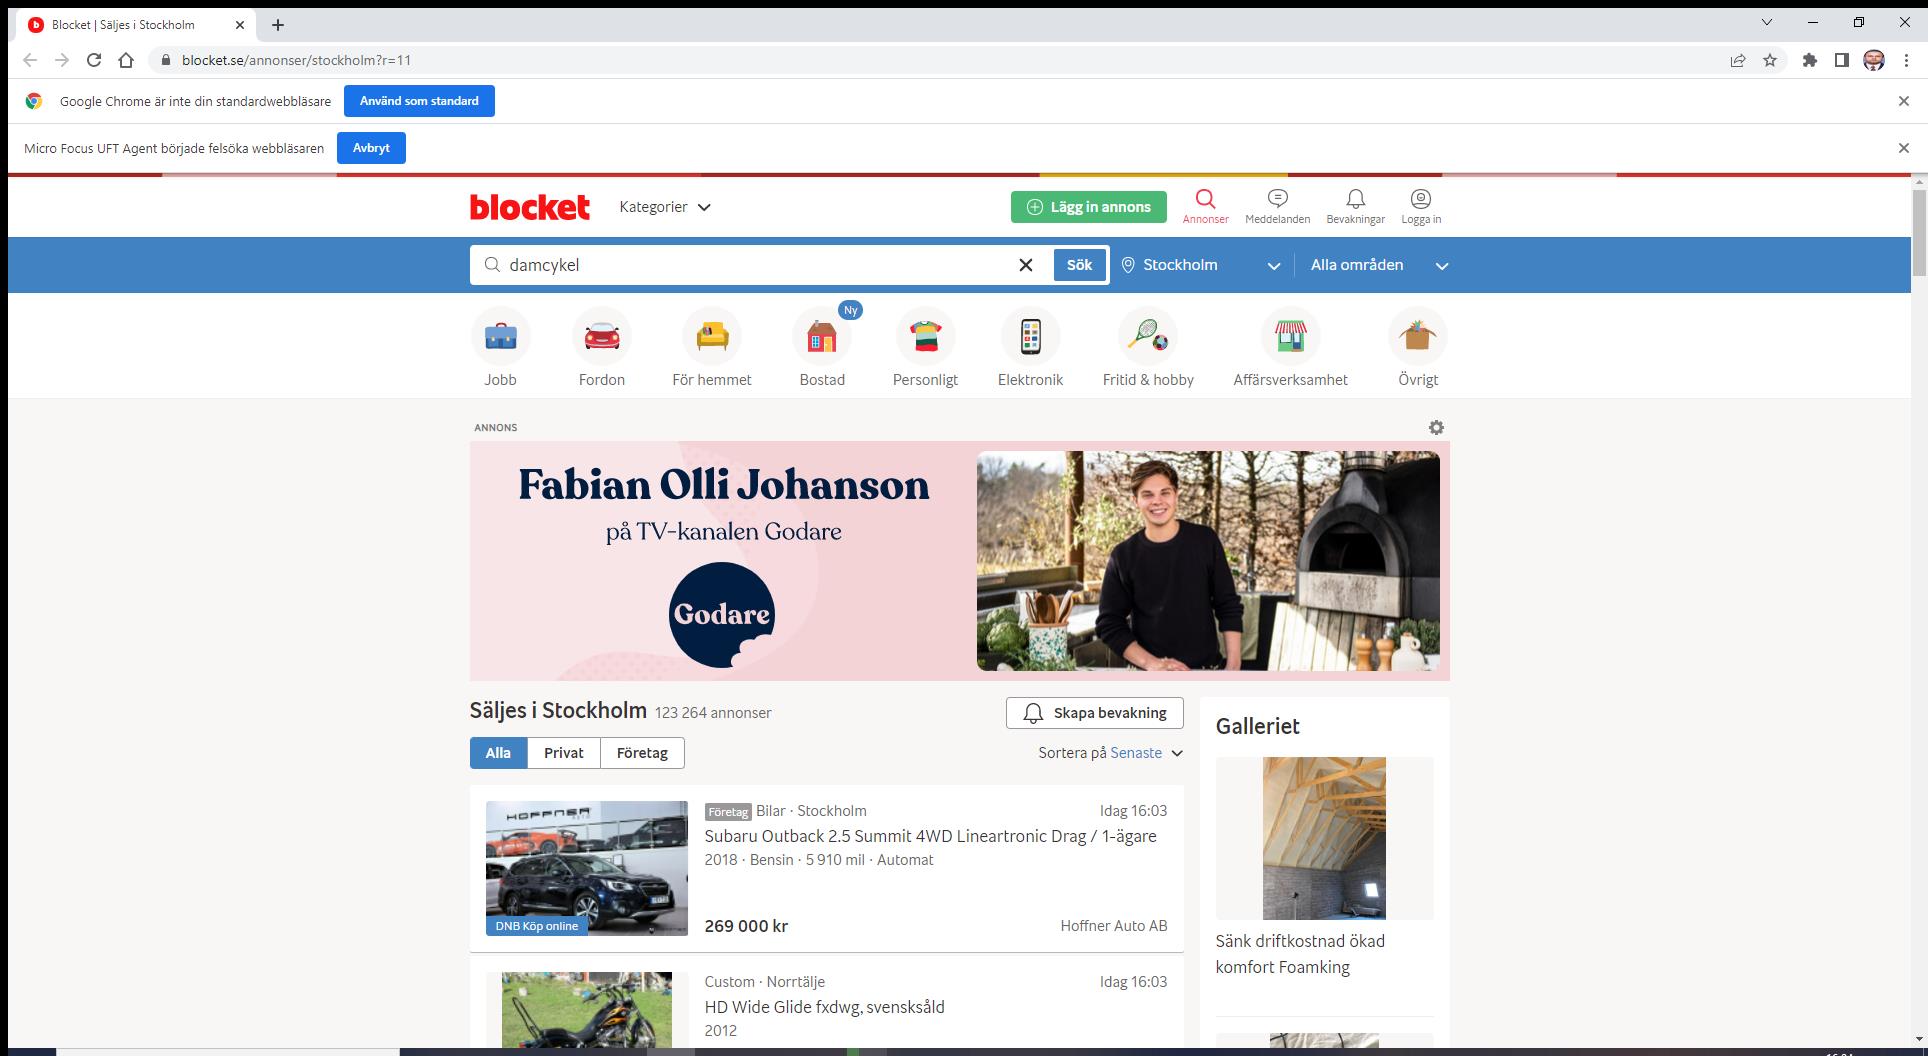 Blocket | Säljes i Stockholm
blocket.se/annonser/stockholm?r=11
Google Chrome är inte din standardwebbläsare
Använd som standard
Micro Focus UFT Agent började felsöka webbläsaren
Avbryt
blocket
Kategorier
Lägg in annons
Annonser
Meddelanden
Bevakningar
Logga in
damcykel
Sök
Stockholm
Alla områden
Ny
Jobb
Fordon
För hemmet
Bostad
Personligt
Elektronik
Fritid & hobby
Affärsverksamhet
Övrigt
ANNONS
Fabian Olli Johanson
på TV-kanalen Godare
Godare
Säljes i Stockholm 123 264 annonser
Skapa bevakning
Alla
Privat
Företag
Sortera på Senaste
HOFFNER
DNB Köp online
Företag Bilar · Stockholm
Idag 16:03
Subaru Outback 2.5 Summit 4WD Lineartronic Drag / 1-ägare
2018 · Bensin · 5 910 mil · Automat
269 000 kr
Hoffner Auto AB
Custom · Norrtälje
Idag 16:03
HD Wide Glide fxdwg, svensksåld
2012
Galleriet
Sänk driftkostnad ökad
komfort Foamking